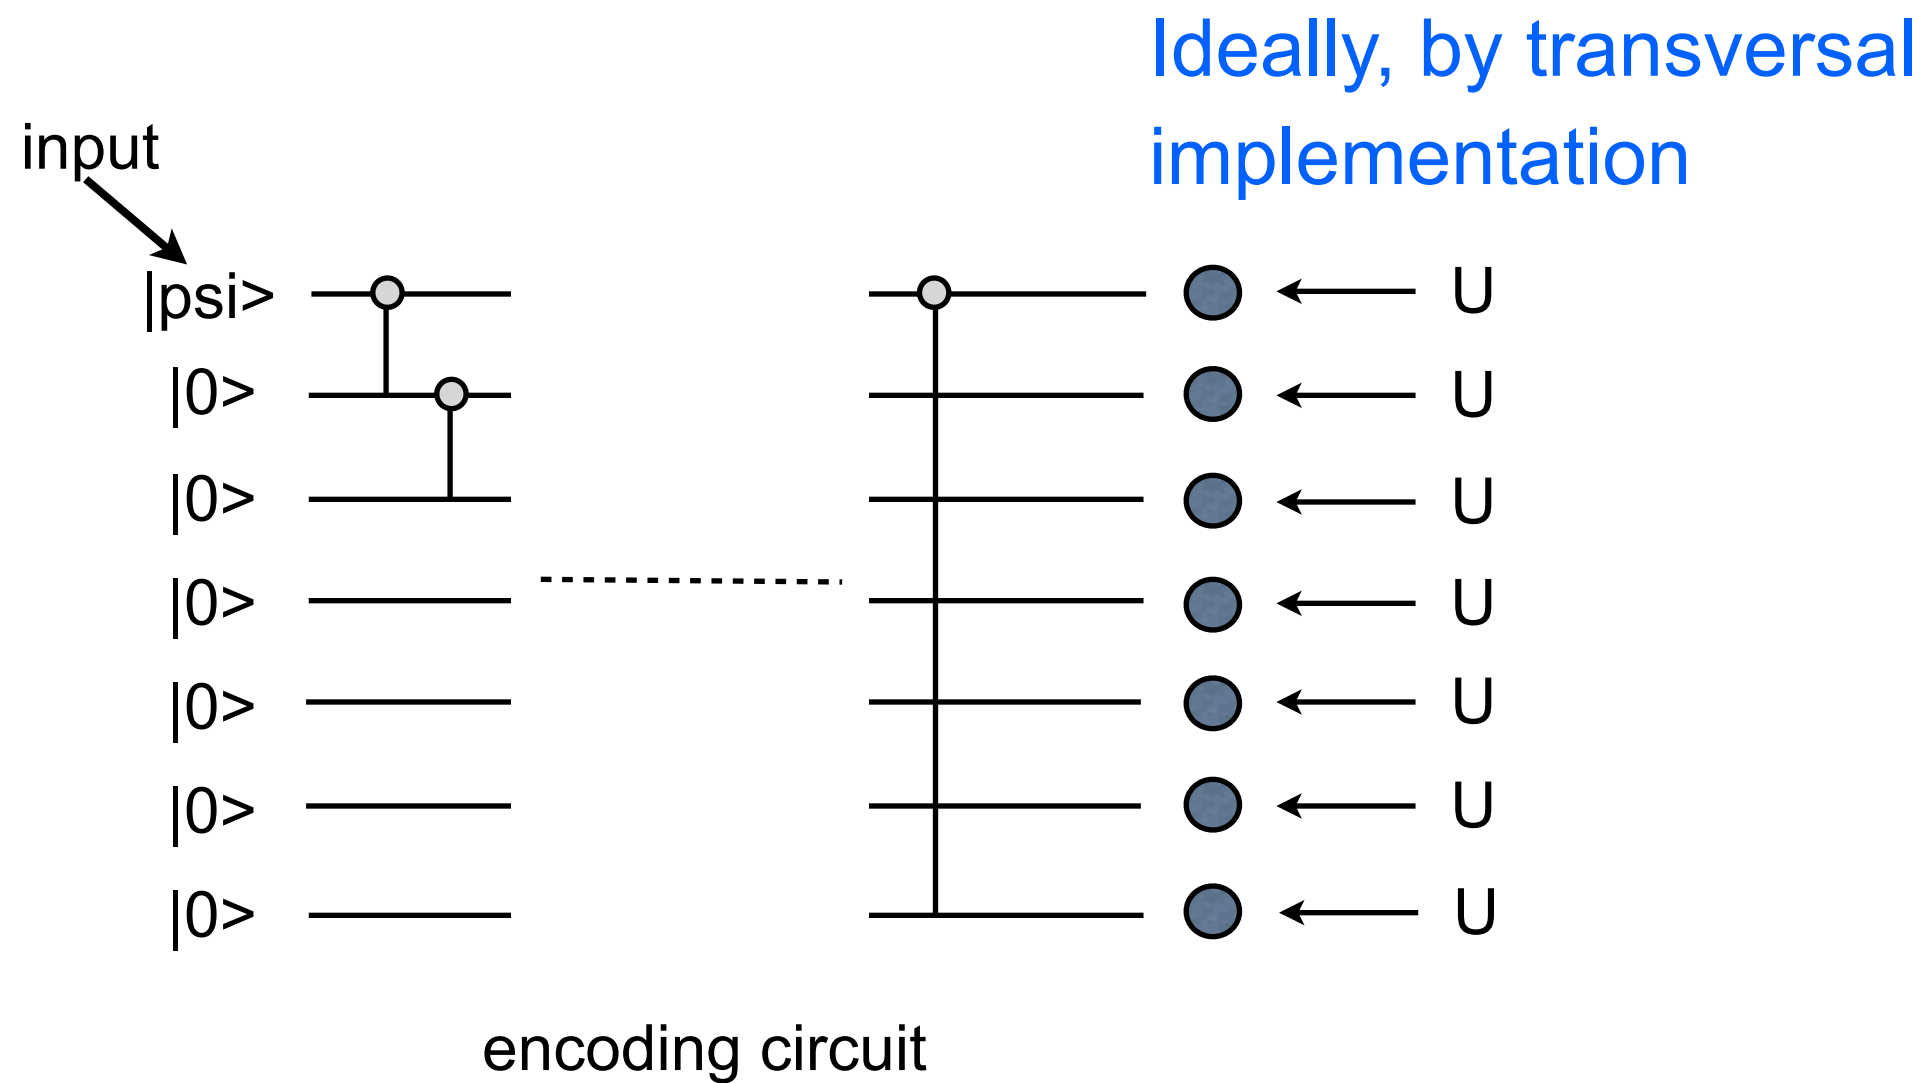 Ideally, by transversal
implementation
input
|psi> U
|0> U
|0> U
|0> U
|0> U
|0> U
|0> U
encoding circuit